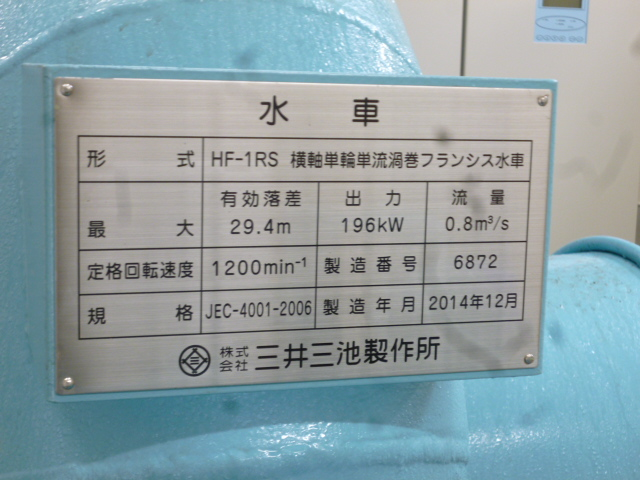 水車
形式 HF-1RS 横軸単輪単流渦巻フランシス水車
有効落差 出力 流量
最大 29.4m 196kW 0.8m³/s
定格回転速度 1200min⁻¹ 製造番号 6872
規格 JEC-4001-2006 製造年月 2014年12月
株式会社 三井三池製作所